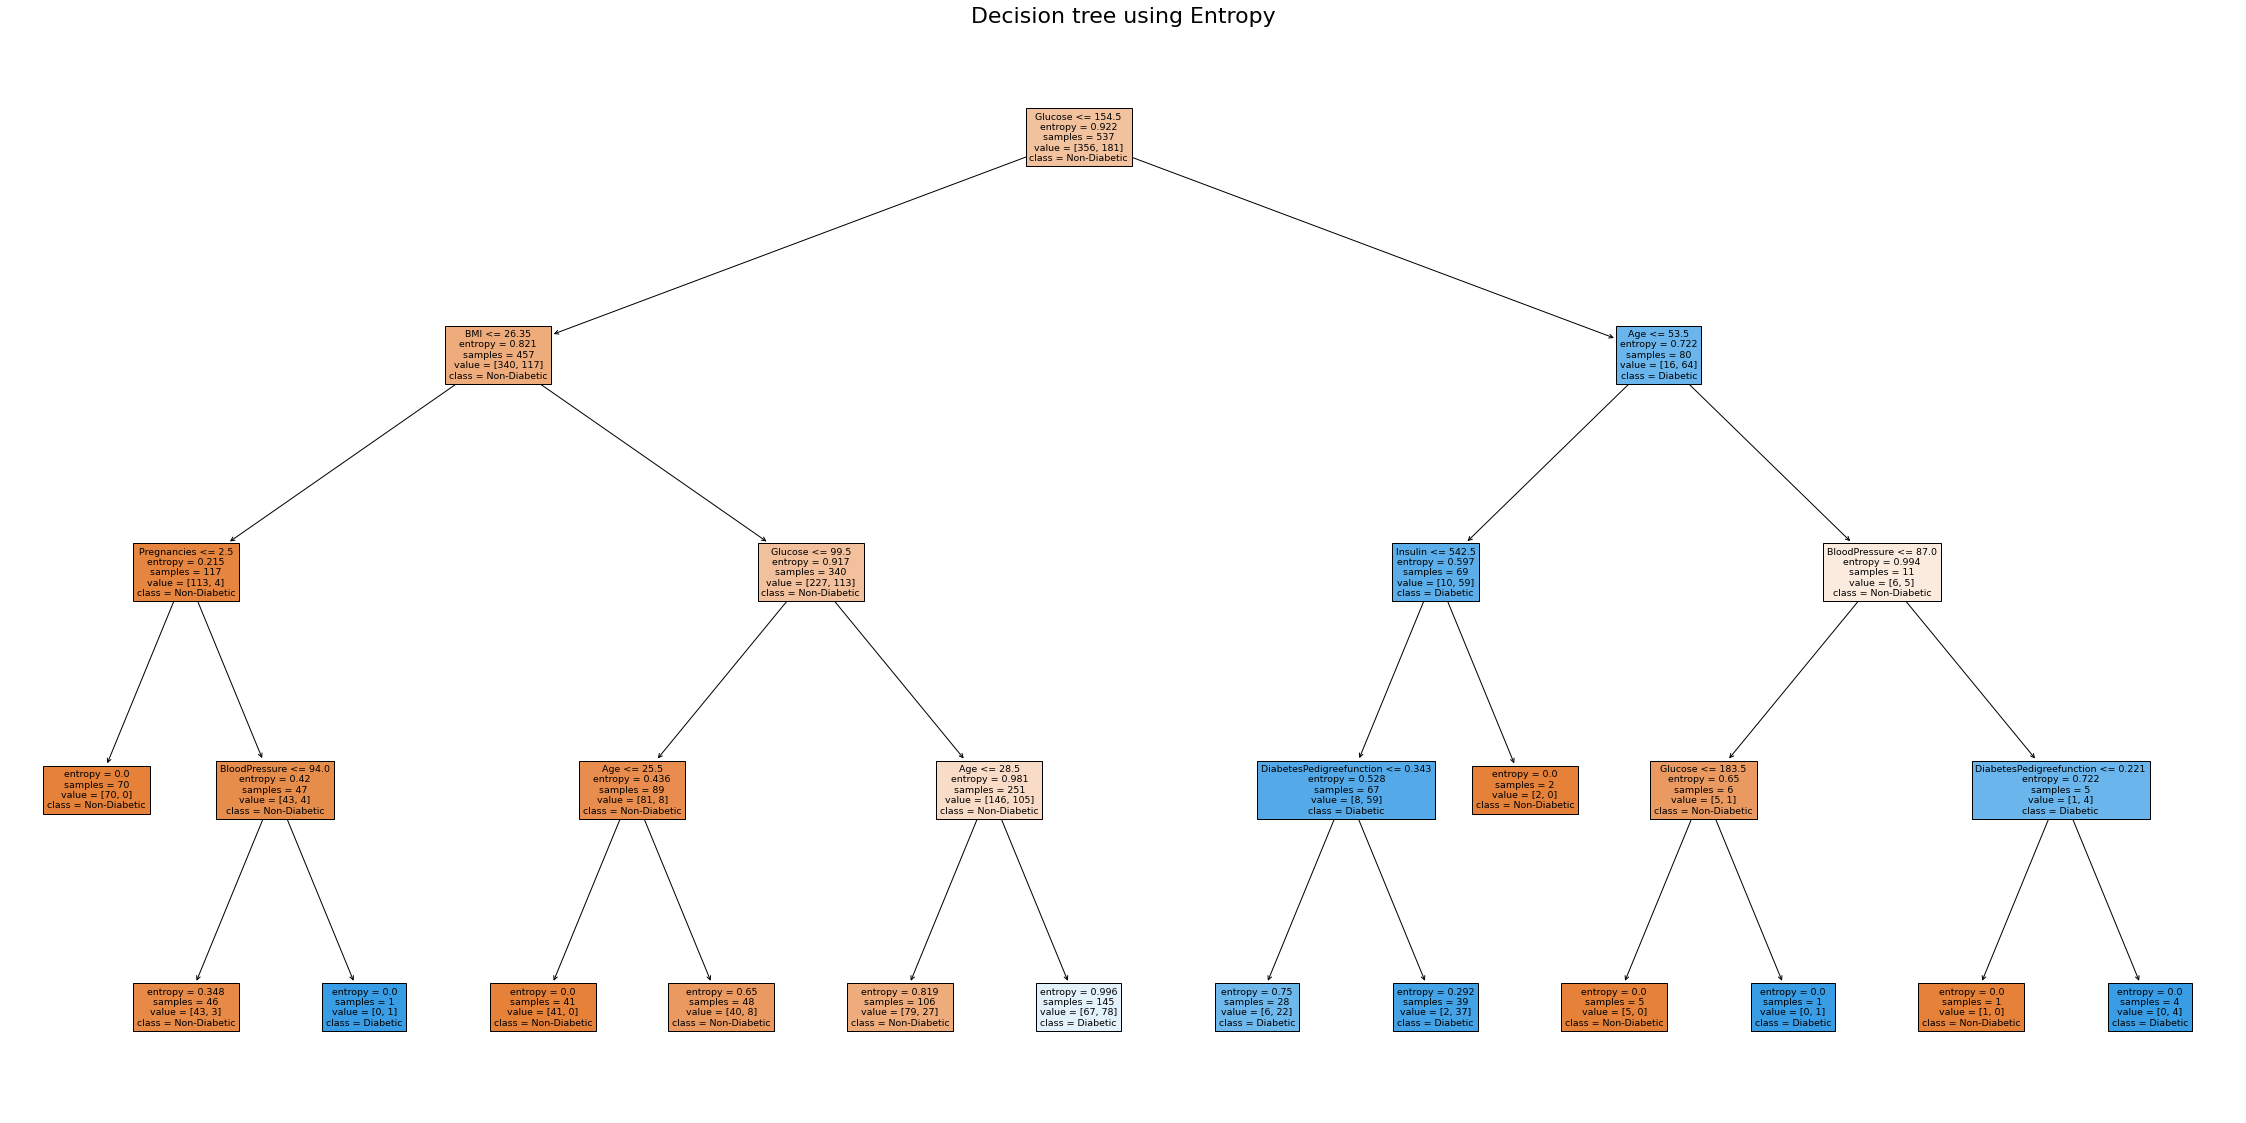 Decision tree using Entropy
Glucose <= 154.5
entropy = 0.922
samples = 537
value = [356, 181]
class = Non-Diabetic
BMI <= 26.35
entropy = 0.821
samples = 457
value = [340, 117]
class = Non-Diabetic
Age <= 53.5
entropy = 0.722
samples = 80
value = [16, 64]
class = Diabetic
Pregnancies <= 2.5
entropy = 0.215
samples = 117
value = [113, 4]
class = Non-Diabetic
Glucose <= 99.5
entropy = 0.917
samples = 340
value = [227, 113]
class = Non-Diabetic
Insulin <= 542.5
entropy = 0.597
samples = 69
value = [10, 59]
class = Diabetic
BloodPressure <= 87.0
entropy = 0.994
samples = 11
value = [6, 5]
class = Non-Diabetic
entropy = 0.0
samples = 70
value = [70, 0]
class = Non-Diabetic
BloodPressure <= 94.0
entropy = 0.42
samples = 47
value = [43, 4]
class = Non-Diabetic
Age <= 25.5
entropy = 0.436
samples = 89
value = [81, 8]
class = Non-Diabetic
Age <= 28.5
entropy = 0.981
samples = 251
value = [146, 105]
class = Non-Diabetic
DiabetesPedigreefunction <= 0.343
entropy = 0.528
samples = 67
value = [8, 59]
class = Diabetic
entropy = 0.0
samples = 2
value = [2, 0]
class = Non-Diabetic
Glucose <= 183.5
entropy = 0.65
samples = 6
value = [5, 1]
class = Non-Diabetic
DiabetesPedigreefunction <= 0.221
entropy = 0.722
samples = 5
value = [1, 4]
class = Diabetic
entropy = 0.348
samples = 46
value = [43, 3]
class = Non-Diabetic
entropy = 0.0
samples = 1
value = [0, 1]
class = Diabetic
entropy = 0.0
samples = 41
value = [41, 0]
class = Non-Diabetic
entropy = 0.65
samples = 48
value = [40, 8]
class = Non-Diabetic
entropy = 0.819
samples = 106
value = [79, 27]
class = Non-Diabetic
entropy = 0.996
samples = 145
value = [67, 78]
class = Diabetic
entropy = 0.75
samples = 28
value = [6, 22]
class = Diabetic
entropy = 0.292
samples = 39
value = [2, 37]
class = Diabetic
entropy = 0.0
samples = 5
value = [5, 0]
class = Non-Diabetic
entropy = 0.0
samples = 1
value = [0, 1]
class = Diabetic
entropy = 0.0
samples = 1
value = [1, 0]
class = Non-Diabetic
entropy = 0.0
samples = 4
value = [0, 4]
class = Diabetic